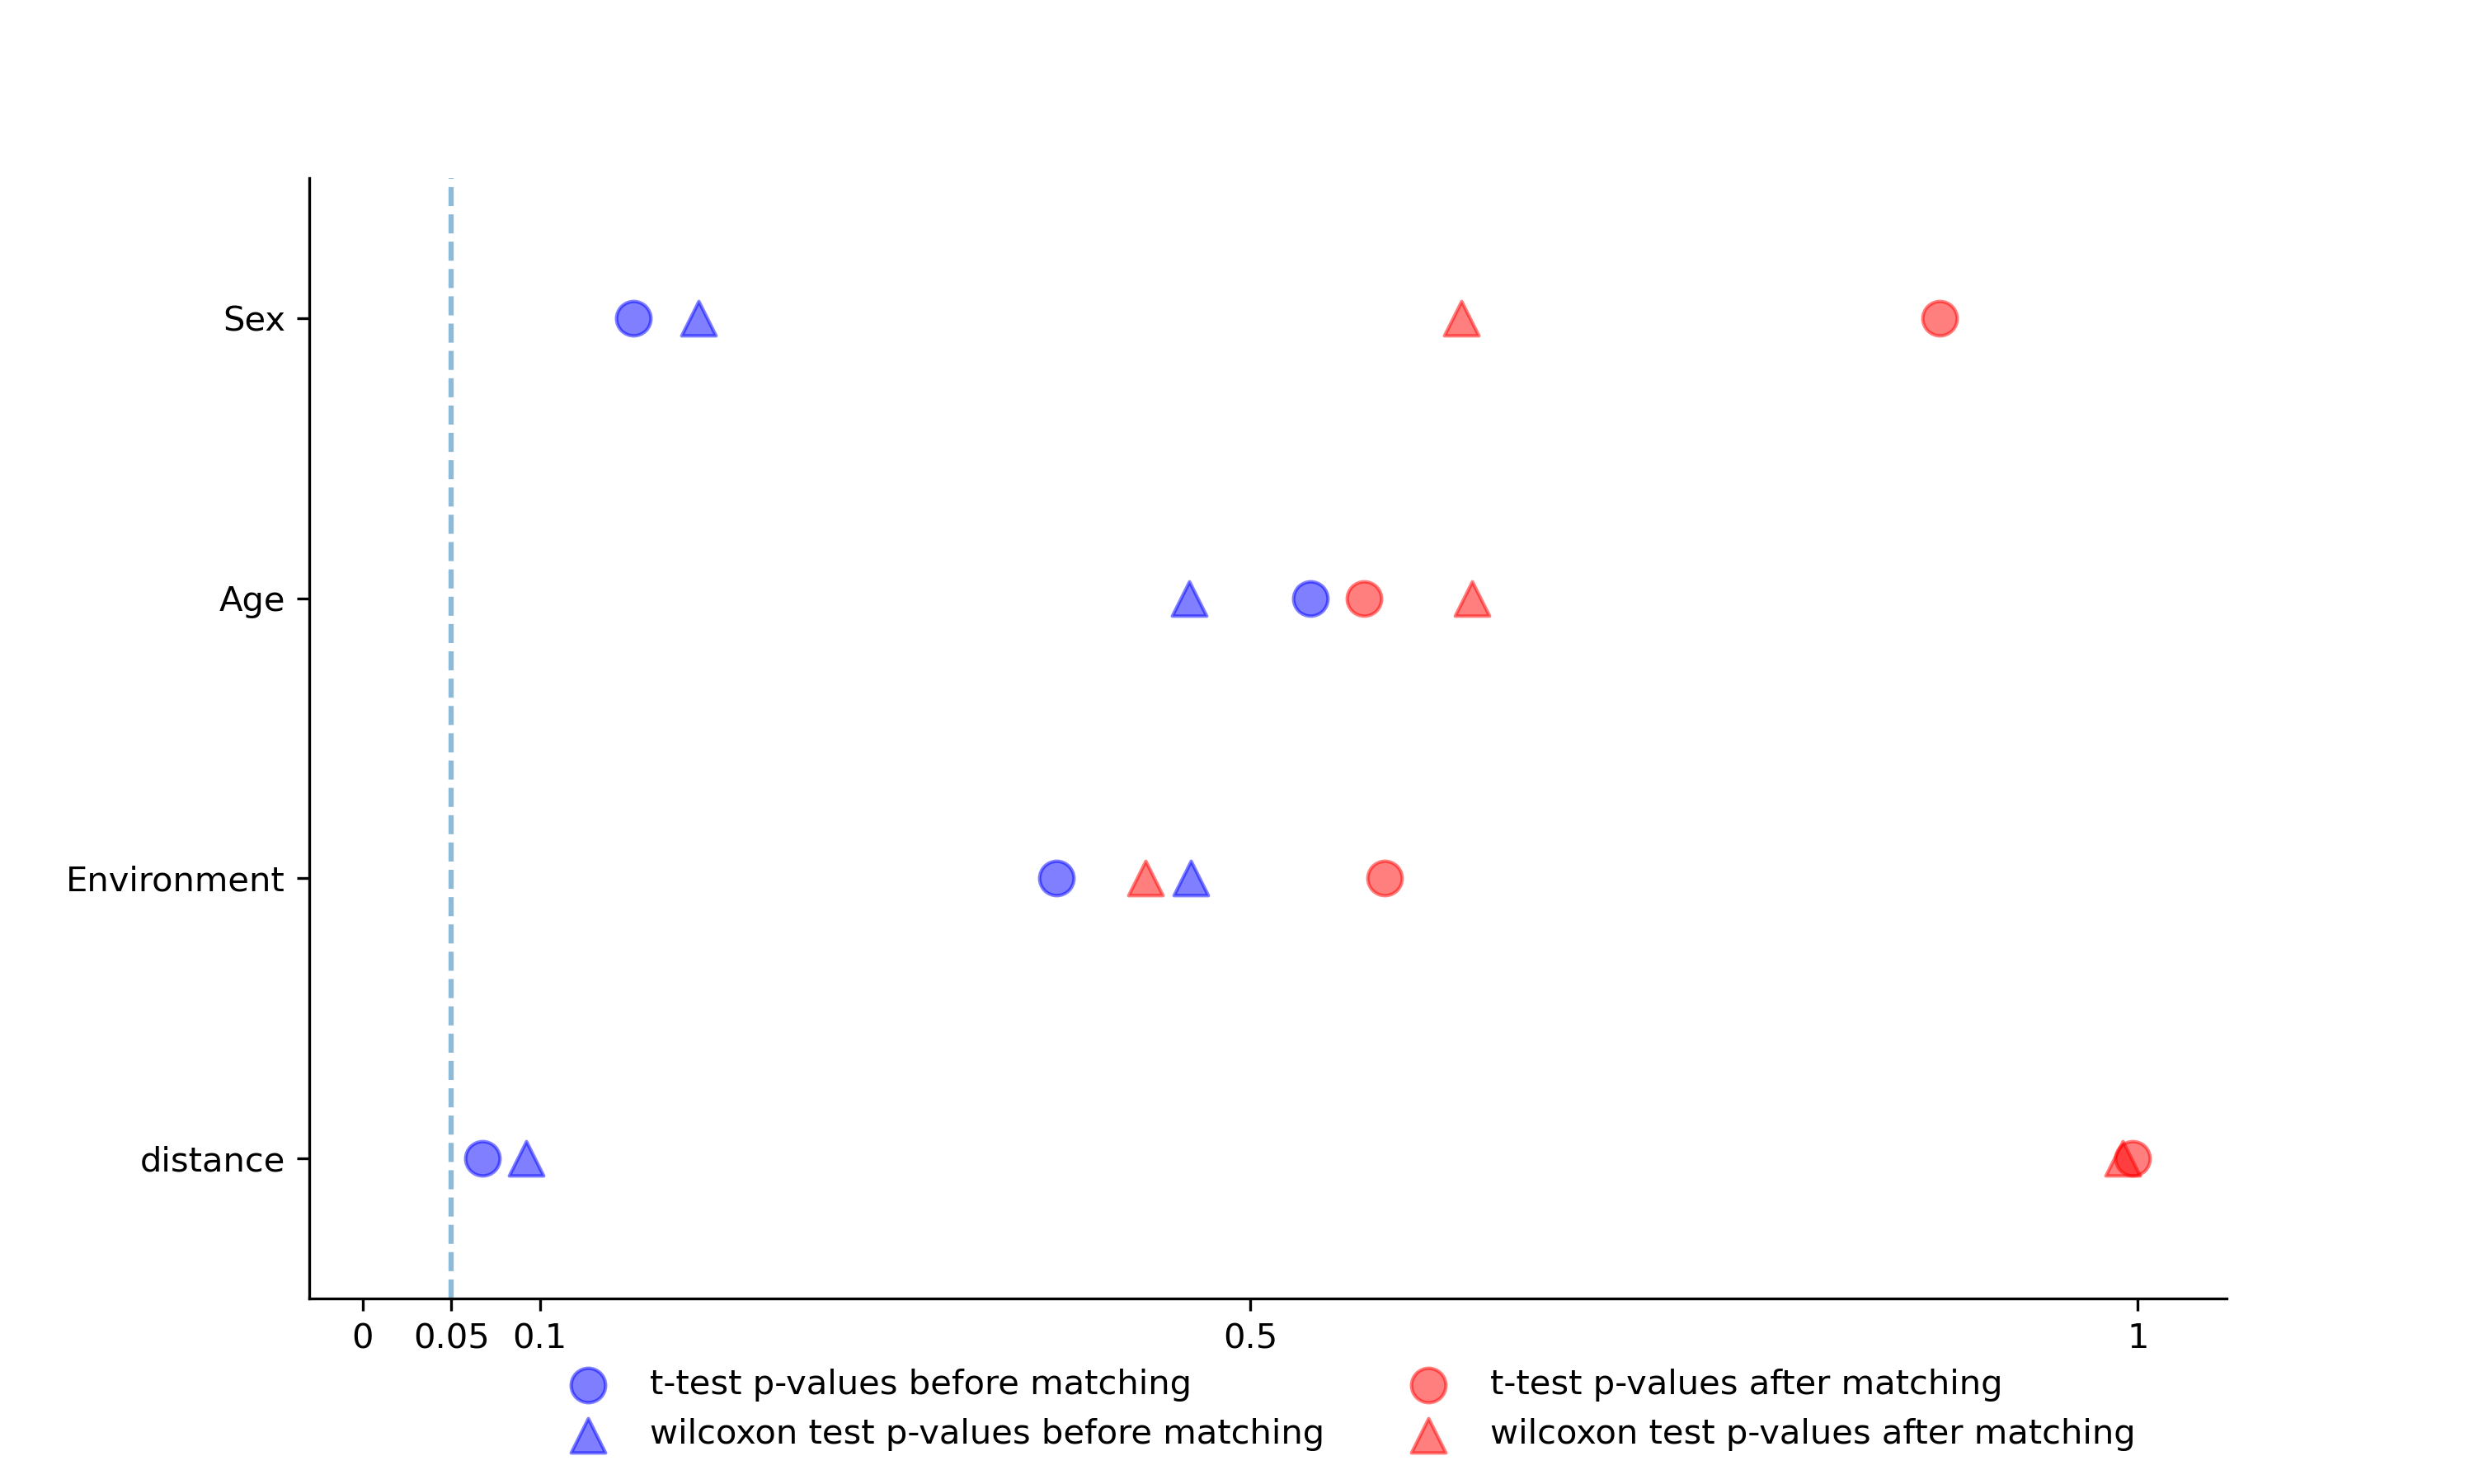 Sex
Age
Environment
distance
0 0.05 0.1 0.5 1
t-test p-values before matching
wilcoxon test p-values before matching
t-test p-values after matching
wilcoxon test p-values after matching